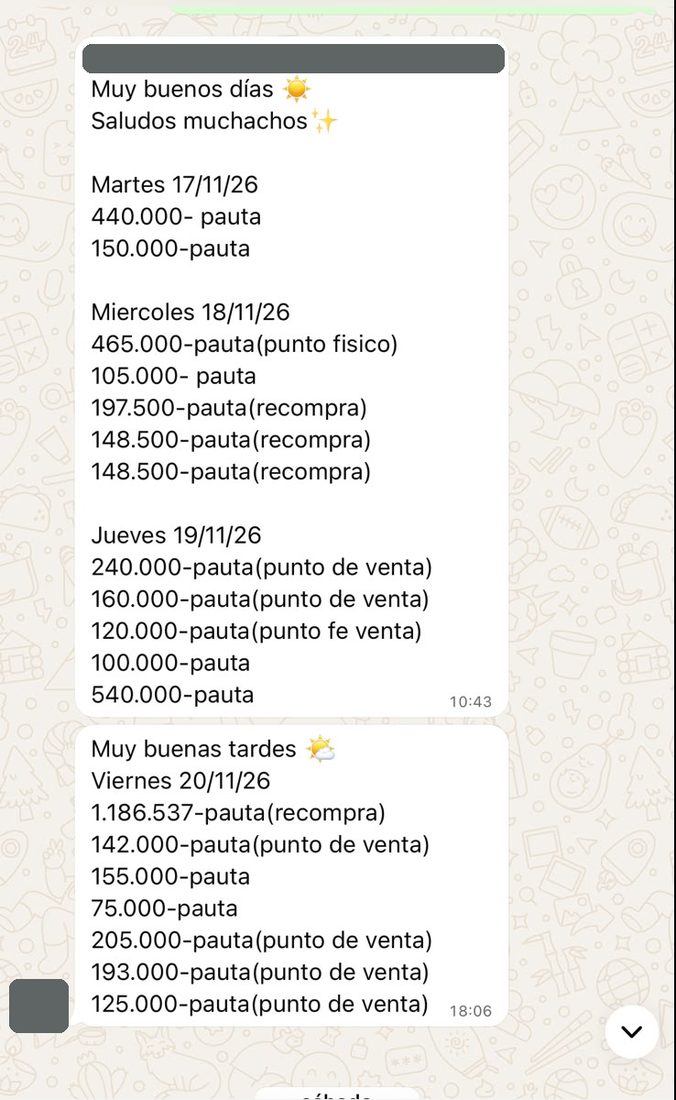 Muy buenos días ☀️
Saludos muchachos✨
Martes 17/11/26
440.000- pauta
150.000-pauta
Miercoles 18/11/26
465.000-pauta(punto fisico)
105.000- pauta
197.500-pauta(recompra)
148.500-pauta(recompra)
148.500-pauta(recompra)
Jueves 19/11/26
240.000-pauta(punto de venta)
160.000-pauta(punto de venta)
120.000-pauta(punto fe venta)
100.000-pauta
540.000-pauta
10:43
Muy buenas tardes 🌤️
Viernes 20/11/26
1.186.537-pauta(recompra)
142.000-pauta(punto de venta)
155.000-pauta
75.000-pauta
205.000-pauta(punto de venta)
193.000-pauta(punto de venta)
125.000-pauta(punto de venta)
18:06